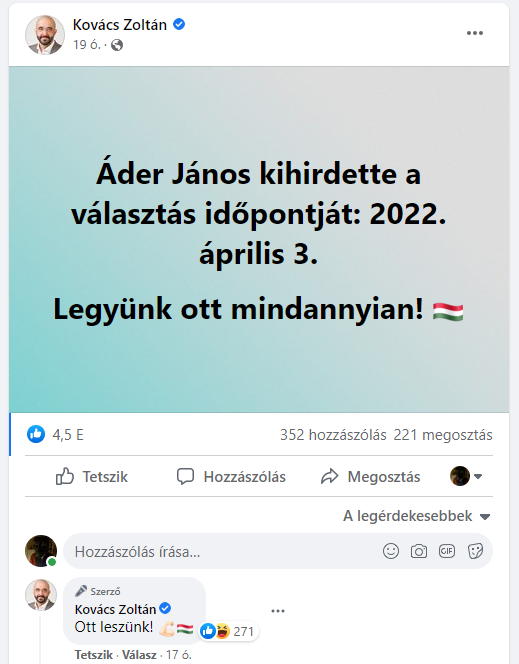 Kovács Zoltán
19 ó. ·
Áder János kihirdette a
választás időpontját: 2022.
április 3.
Legyünk ott mindannyian! 🇭🇺
4,5 E
352 hozzászólás 221 megosztás
Tetszik Hozzászólás Megosztás
A legérdekesebbek
Hozzászólás írása...
GIF
Szerző
Kovács Zoltán
Ott leszünk! 💪🏻🇭🇺
271
Tetszik · Válasz · 17 ó.